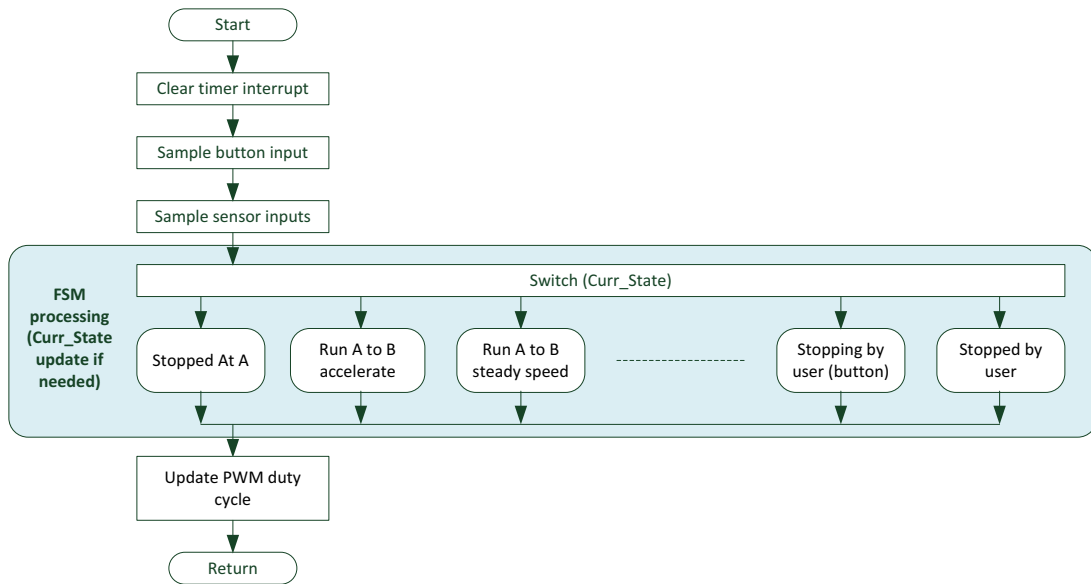 Start
Clear timer interrupt
Sample button input
Sample sensor inputs
FSM
processing
(Curr_State
update if
needed)
Switch (Curr_State)
Stopped At A
Run A to B
accelerate
Run A to B
steady speed
Stopping by
user (button)
Stopped by
user
Update PWM duty
cycle
Return